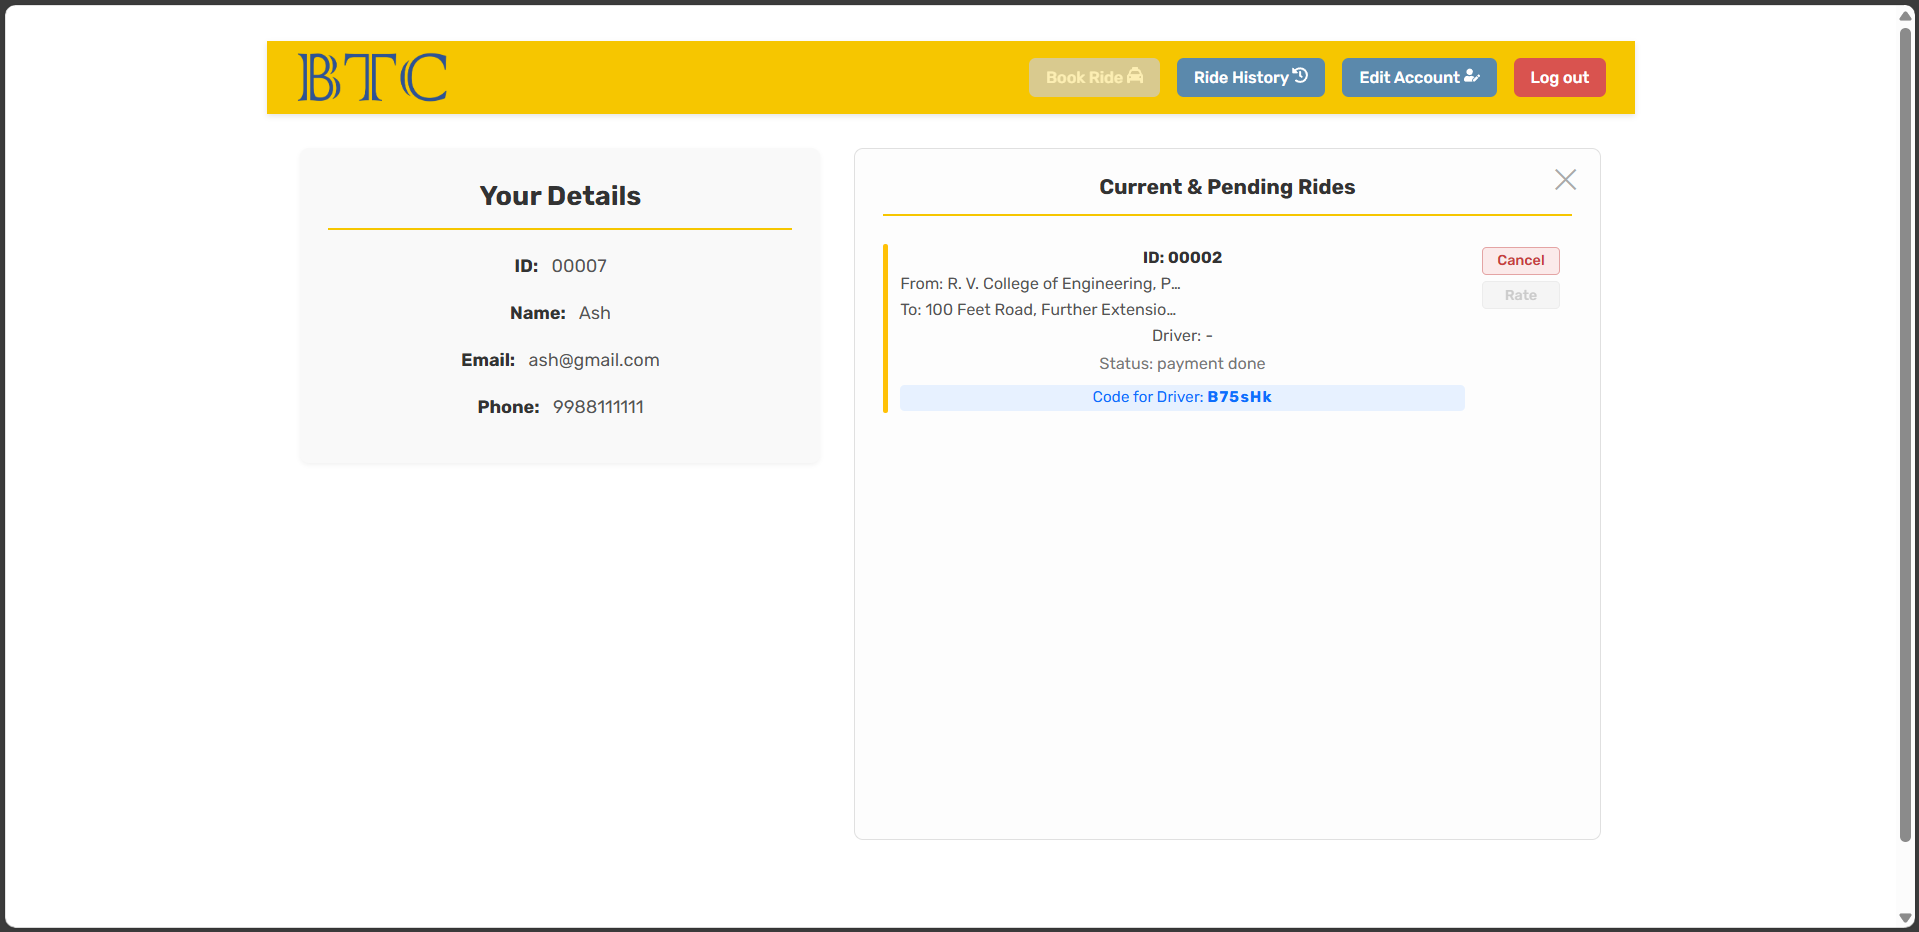 BTC
Book Ride
Ride History
Edit Account
Log out
Your Details
ID: 00007
Name: Ash
Email: ash@gmail.com
Phone: 9988111111
Current & Pending Rides
ID: 00002
From: R. V. College of Engineering, P...
To: 100 Feet Road, Further Extensio...
Driver: -
Status: payment done
Code for Driver: B75sHk
Cancel
Rate